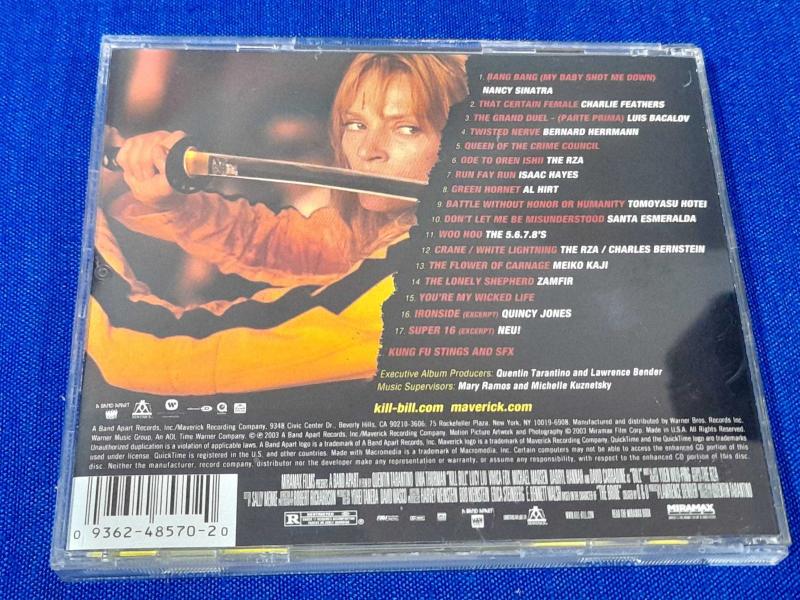 1. BANG BANG (MY BABY SHOT ME DOWN)
NANCY SINATRA
2. THAT CERTAIN FEMALE CHARLIE FEATHERS
3. THE GRAND DUEL - (PARTE PRIMA) LUIS BACALOV
4. TWISTED NERVE BERNARD HERRMANN
5. QUEEN OF THE CRIME COUNCIL
6. ODE TO OREN ISHII THE RZA
7. RUN FAY RUN ISAAC HAYES
8. GREEN HORNET AL HIRT
9. BATTLE WITHOUT HONOR OR HUMANITY TOMOYASU HOTEI
10. DON'T LET ME BE MISUNDERSTOOD SANTA ESMERALDA
11. WOO HOO THE 5.6.7.8'S
12. CRANE / WHITE LIGHTNING THE RZA / CHARLES BERNSTEIN
13. THE FLOWER OF CARNAGE MEIKO KAJI
14. THE LONELY SHEPHERD ZAMFIR
15. YOU'RE MY WICKED LIFE
16. IRONSIDE (EXCERPT) QUINCY JONES
17. SUPER 16 (EXCERPT) NEU!
KUNG FU STINGS AND SFX
Executive Album Producers: Quentin Tarantino and Lawrence Bender
Music Supervisors: Mary Ramos and Michelle Kuznetsky
kill-bill.com maverick.com
A Band Apart Records, Inc./Maverick Recording Company, 9348 Civic Center Dr., Beverly Hills, CA 90210-3606. 75 Rockefeller Plaza, New York, NY 10019-6908. Manufactured and distributed by Warner Bros. Records Inc.
Warner Music Group, An AOL Time Warner Company. © ℗ 2003 A Band Apart Records, Inc./Maverick Recording Company. Motion Picture Artwork and Photography © 2003 Miramax Film Corp. Made in U.S.A. All Rights Reserved.
Unauthorized duplication is a violation of applicable laws. A Band Apart logo is a trademark of A Band Apart Records, Inc. Maverick logo is a trademark of Maverick Recording Company. QuickTime and the QuickTime logo are trademarks
used under license. QuickTime is registered in the U.S. and other countries. Made with Macromedia is a trademark of Macromedia, Inc. Certain computers may not be able to access the enhanced CD portion of this
disc. Neither the manufacturer, record company, distributor nor the developer make any representation or warranty, or assume any responsibility, with respect to the enhanced CD portion of this disc.
R RESTRICTED
A BAND APART
WWW.KILL-BILL.COM
READ THE MIRAMAX BOOK
MIRAMAX
0 9362-48570-2 0